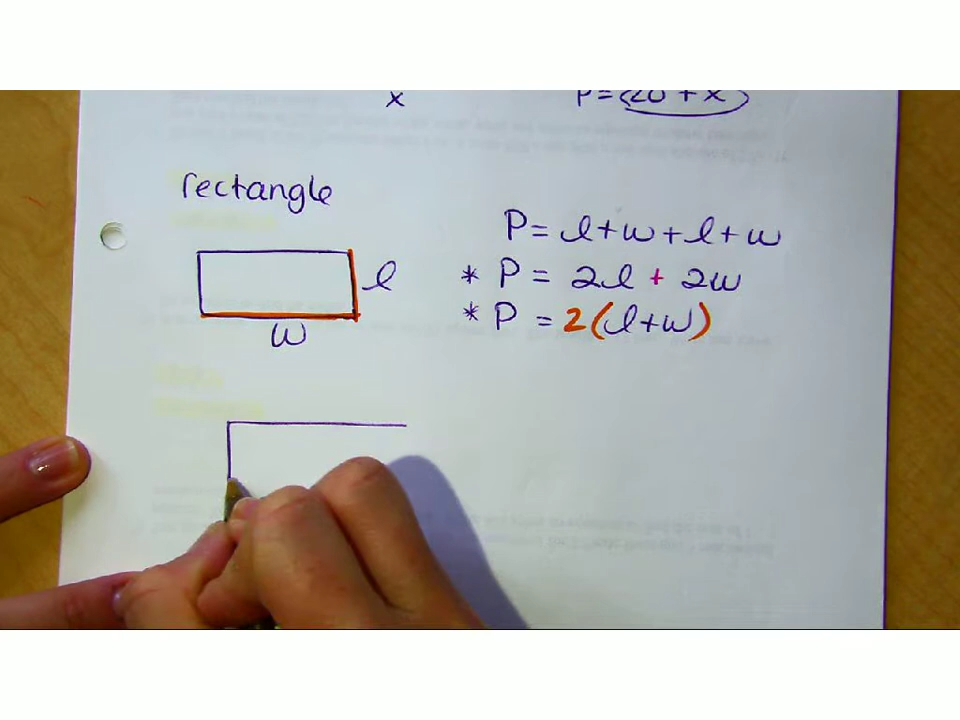 x
P=(20 + x)
rectangle
P = l+w+l+w
l
* P = 2l + 2w
* P = 2(l+w)
w